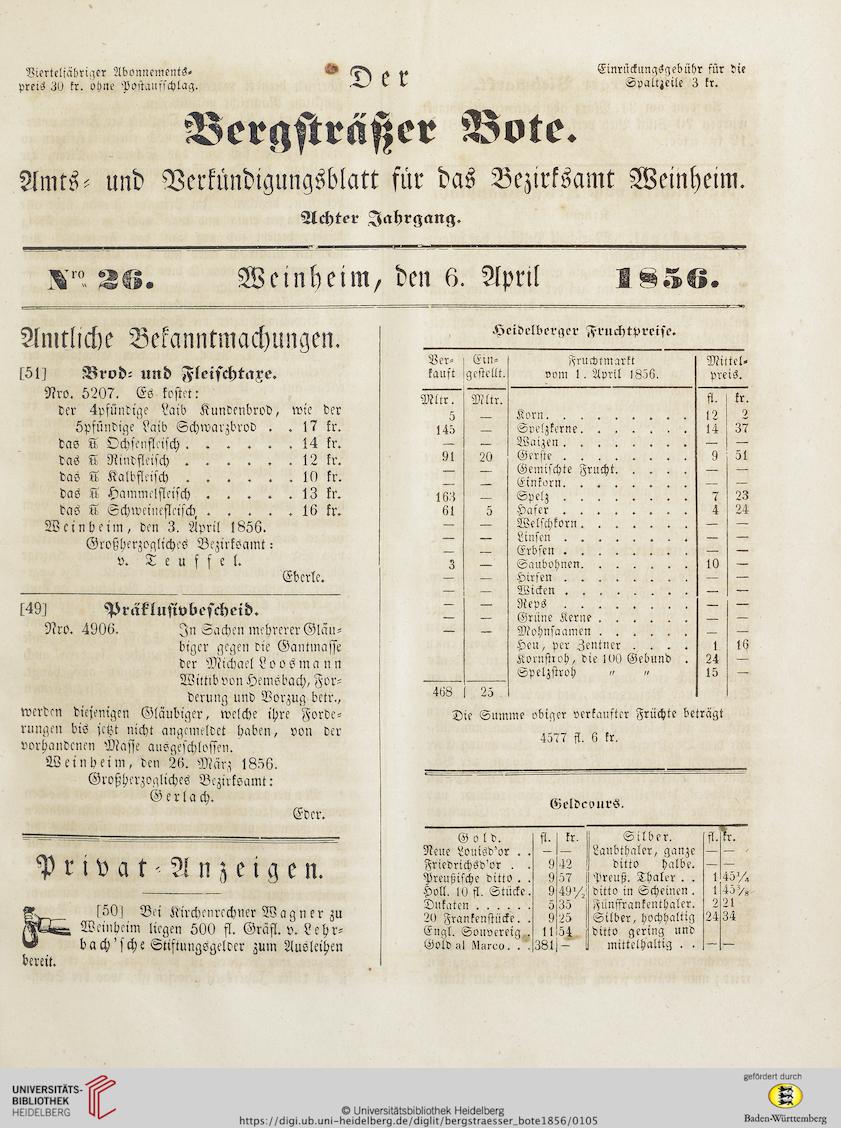 Vierteljähriger Abonnements-
preis 30 kr. ohne Postaufschlag.
Der
Einrückungsgebühr für die
Spaltzeile 3 kr.
Bergsträßer Bote.
Amts- und Verkündigungsblatt für das Bezirksamt Weinheim.
Achter Jahrgang.
Nro 26. Weinheim, den 6. April 1856.
Amtliche Bekanntmachungen.
[51] Brod- und Fleischtaxe.
Nro. 5207. Es kostet:
der 4pfündige Laib Kundenbrod, wie der
5pfündige Laib Schwarzbrod . . 17 kr.
das ℔ Ochsenfleisch . . . . . . 14 kr.
das ℔ Rindfleisch . . . . . . 12 kr.
das ℔ Kalbfleisch . . . . . . 10 kr.
das ℔ Hammelfleisch . . . . . 13 kr.
das ℔ Schweinefleisch . . . . . 16 kr.
Weinheim, den 3. April 1856.
Großherzogliches Bezirksamt:
v. Teuffel.
Eberle.
[49] Präklusivbescheid.
Nro. 4906. In Sachen mehrerer Gläu-
biger gegen die Gantmasse
der Michael Loosmann
Wittib von Hemsbach, For-
derung und Vorzug betr.,
werden diejenigen Gläubiger, welche ihre Forde-
rungen bis jetzt nicht angemeldet haben, von der
vorhandenen Masse ausgeschlossen.
Weinheim, den 26. März 1856.
Großherzogliches Bezirksamt:
Gerlach.
Eder.
Privat-Anzeigen.
[50] Bei Kirchenrechner Wagner zu
Weinheim liegen 500 fl. Gräfl. v. Lehr-
bach'sche Stiftungsgelder zum Ausleihen
bereit.
Heidelberger Fruchtpreise.
Ver- Ein- Fruchtmarkt Mittel-
kauft gestellt. vom 1. April 1856. preis.
Mltr. Mltr. fl. kr.
5 — Korn . . . . . . . . . 12 2
145 — Spelzkerne . . . . . . . . 14 37
— — Waizen . . . . . . . . — —
91 20 Gerste . . . . . . . . 9 51
— — Gemischte Frucht . . . . . . — —
— — Einkorn . . . . . . . . — —
163 — Spelz . . . . . . . . 7 23
61 5 Hafer . . . . . . . . 4 24
— — Welschkorn . . . . . . . — —
— — Linsen . . . . . . . . — —
— — Erbsen . . . . . . . . — —
3 — Saubohnen . . . . . . . 10 —
— — Hirsen . . . . . . . . — —
— — Wicken . . . . . . . . — —
— — Reps . . . . . . . . — —
— — Grüne Kerne . . . . . . . — —
— — Mohnsaamen . . . . . . . — —
Heu, per Zentner . . . . 1 16
Kornstroh, die 100 Gebund . 24 —
Spelzstroh " " 15 —
468 25
Die Summe obiger verkaufter Früchte beträgt
4577 fl. 6 kr.
Geldcours.
Gold. fl. kr. Silber. fl. kr.
Neue Louisd'or . . — — Laubthaler, ganze — —
Friedrichsd'or . . 9 42 ditto halbe. — —
Preußische ditto . . 9 57 Preuß. Thaler . . 1 45¼
Holl. 10 fl. Stücke . 9 49½ ditto in Scheinen . 1 45⅜
Dukaten . . . . . . 5 35 Fünffrankenthaler. 2 21
20 Frankenstücke . . 9 25 Silber, hochhaltig 24 34
Engl. Souvereig . 11 54 ditto gering und
Gold al Marco . . . 381 — mittelhaltig . . — —
UNIVERSITÄTS-
BIBLIOTHEK
HEIDELBERG
© Universitätsbibliothek Heidelberg
https://digi.ub.uni-heidelberg.de/diglit/bergstraesser_bote1856/0105
gefördert durch
Baden-Württemberg